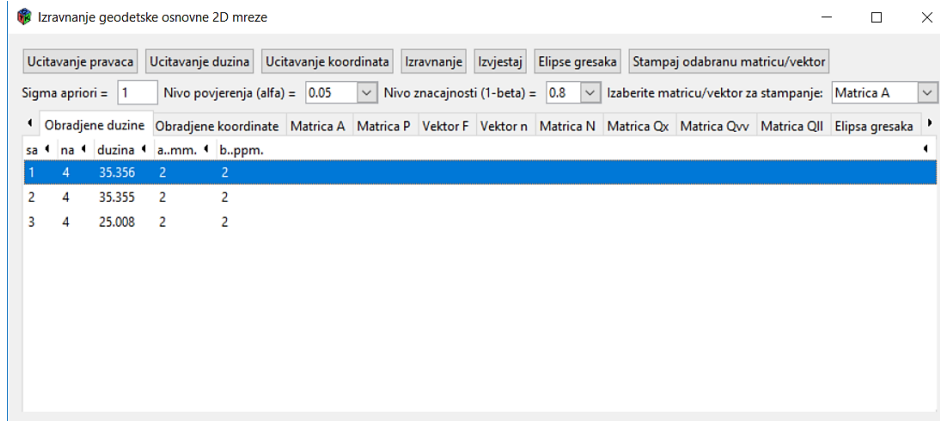 Izravnanje geodetske osnovne 2D mreze
Ucitavanje pravaca Ucitavanje duzina Ucitavanje koordinata Izravnanje Izvjestaj Elipse gresaka Stampaj odabranu matricu/vektor
Sigma apriori = 1 Nivo povjerenja (alfa) = 0.05 Nivo znacajnosti (1-beta) = 0.8 Izaberite matricu/vektor za stampanje: Matrica A
Obradjene duzine Obradjene koordinate Matrica A Matrica P Vektor F Vektor n Matrica N Matrica Qx Matrica Qvv Matrica Qll Elipsa gresaka
sa na duzina a..mm. b..ppm.
1 4 35.356 2 2
2 4 35.355 2 2
3 4 25.008 2 2